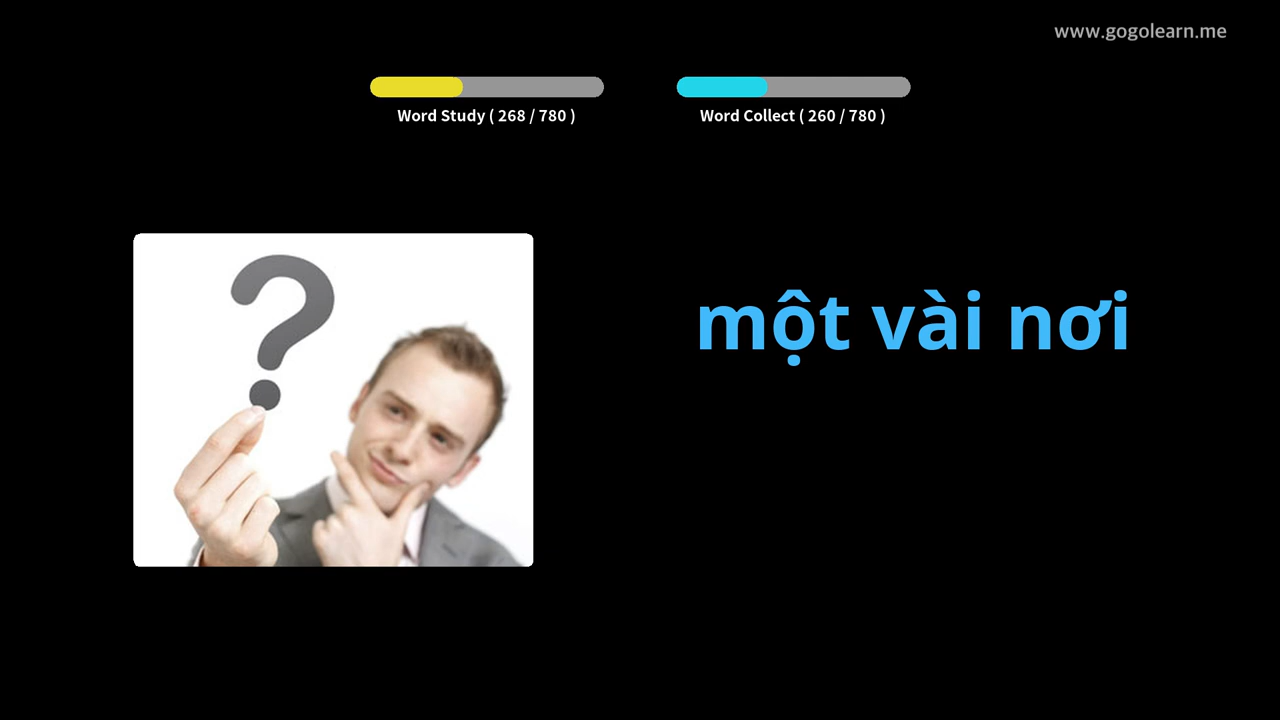 www.gogolearn.me
Word Study ( 268 / 780 )
Word Collect ( 260 / 780 )
?
một vài nơi